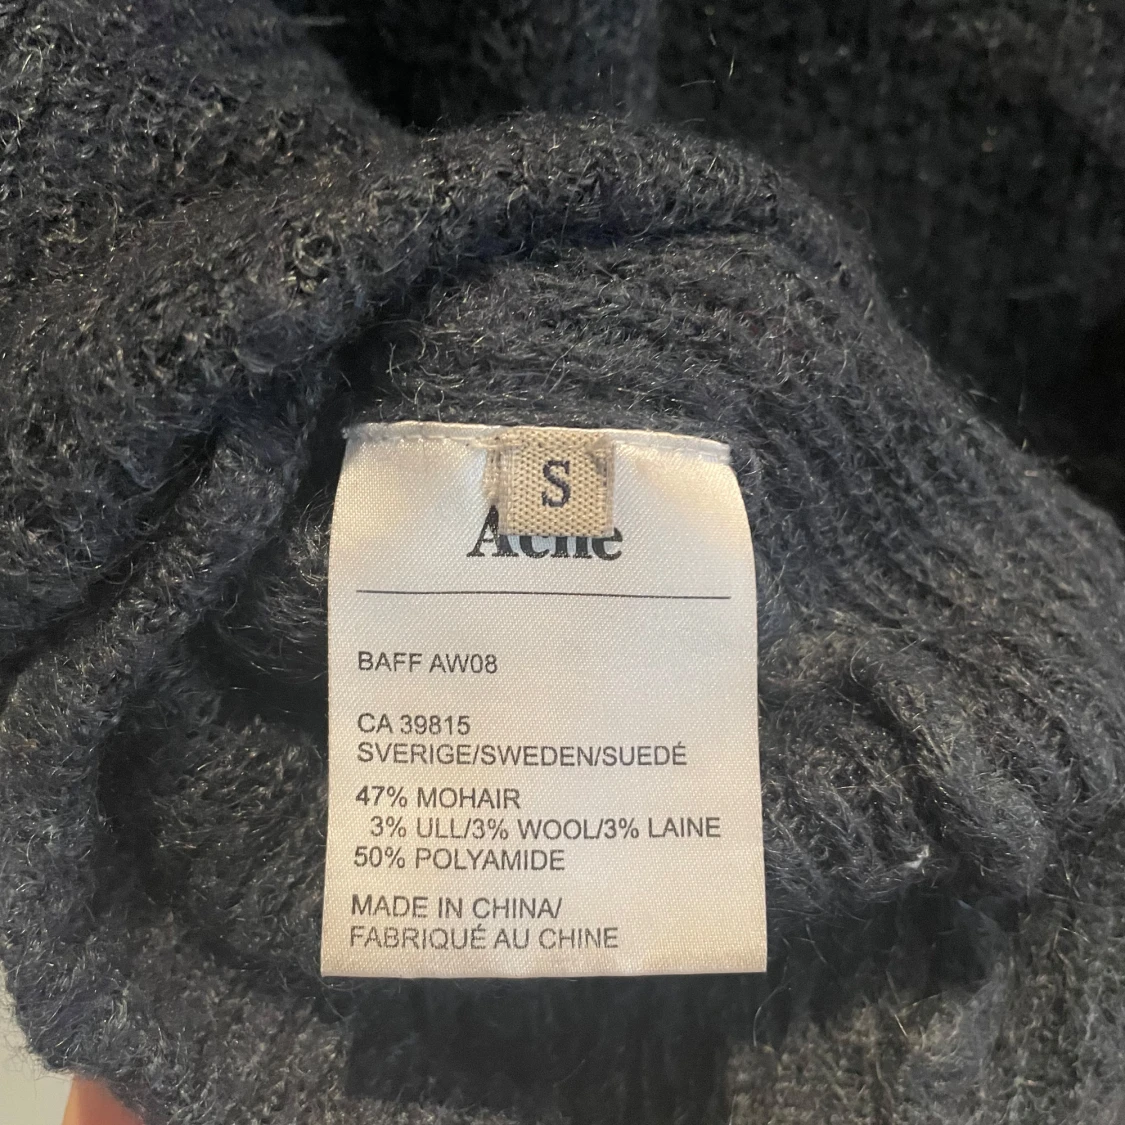 S
Acne
BAFF AW08
CA 39815
SVERIGE/SWEDEN/SUEDÉ
47% MOHAIR
3% ULL/3% WOOL/3% LAINE
50% POLYAMIDE
MADE IN CHINA/
FABRIQUÉ AU CHINE